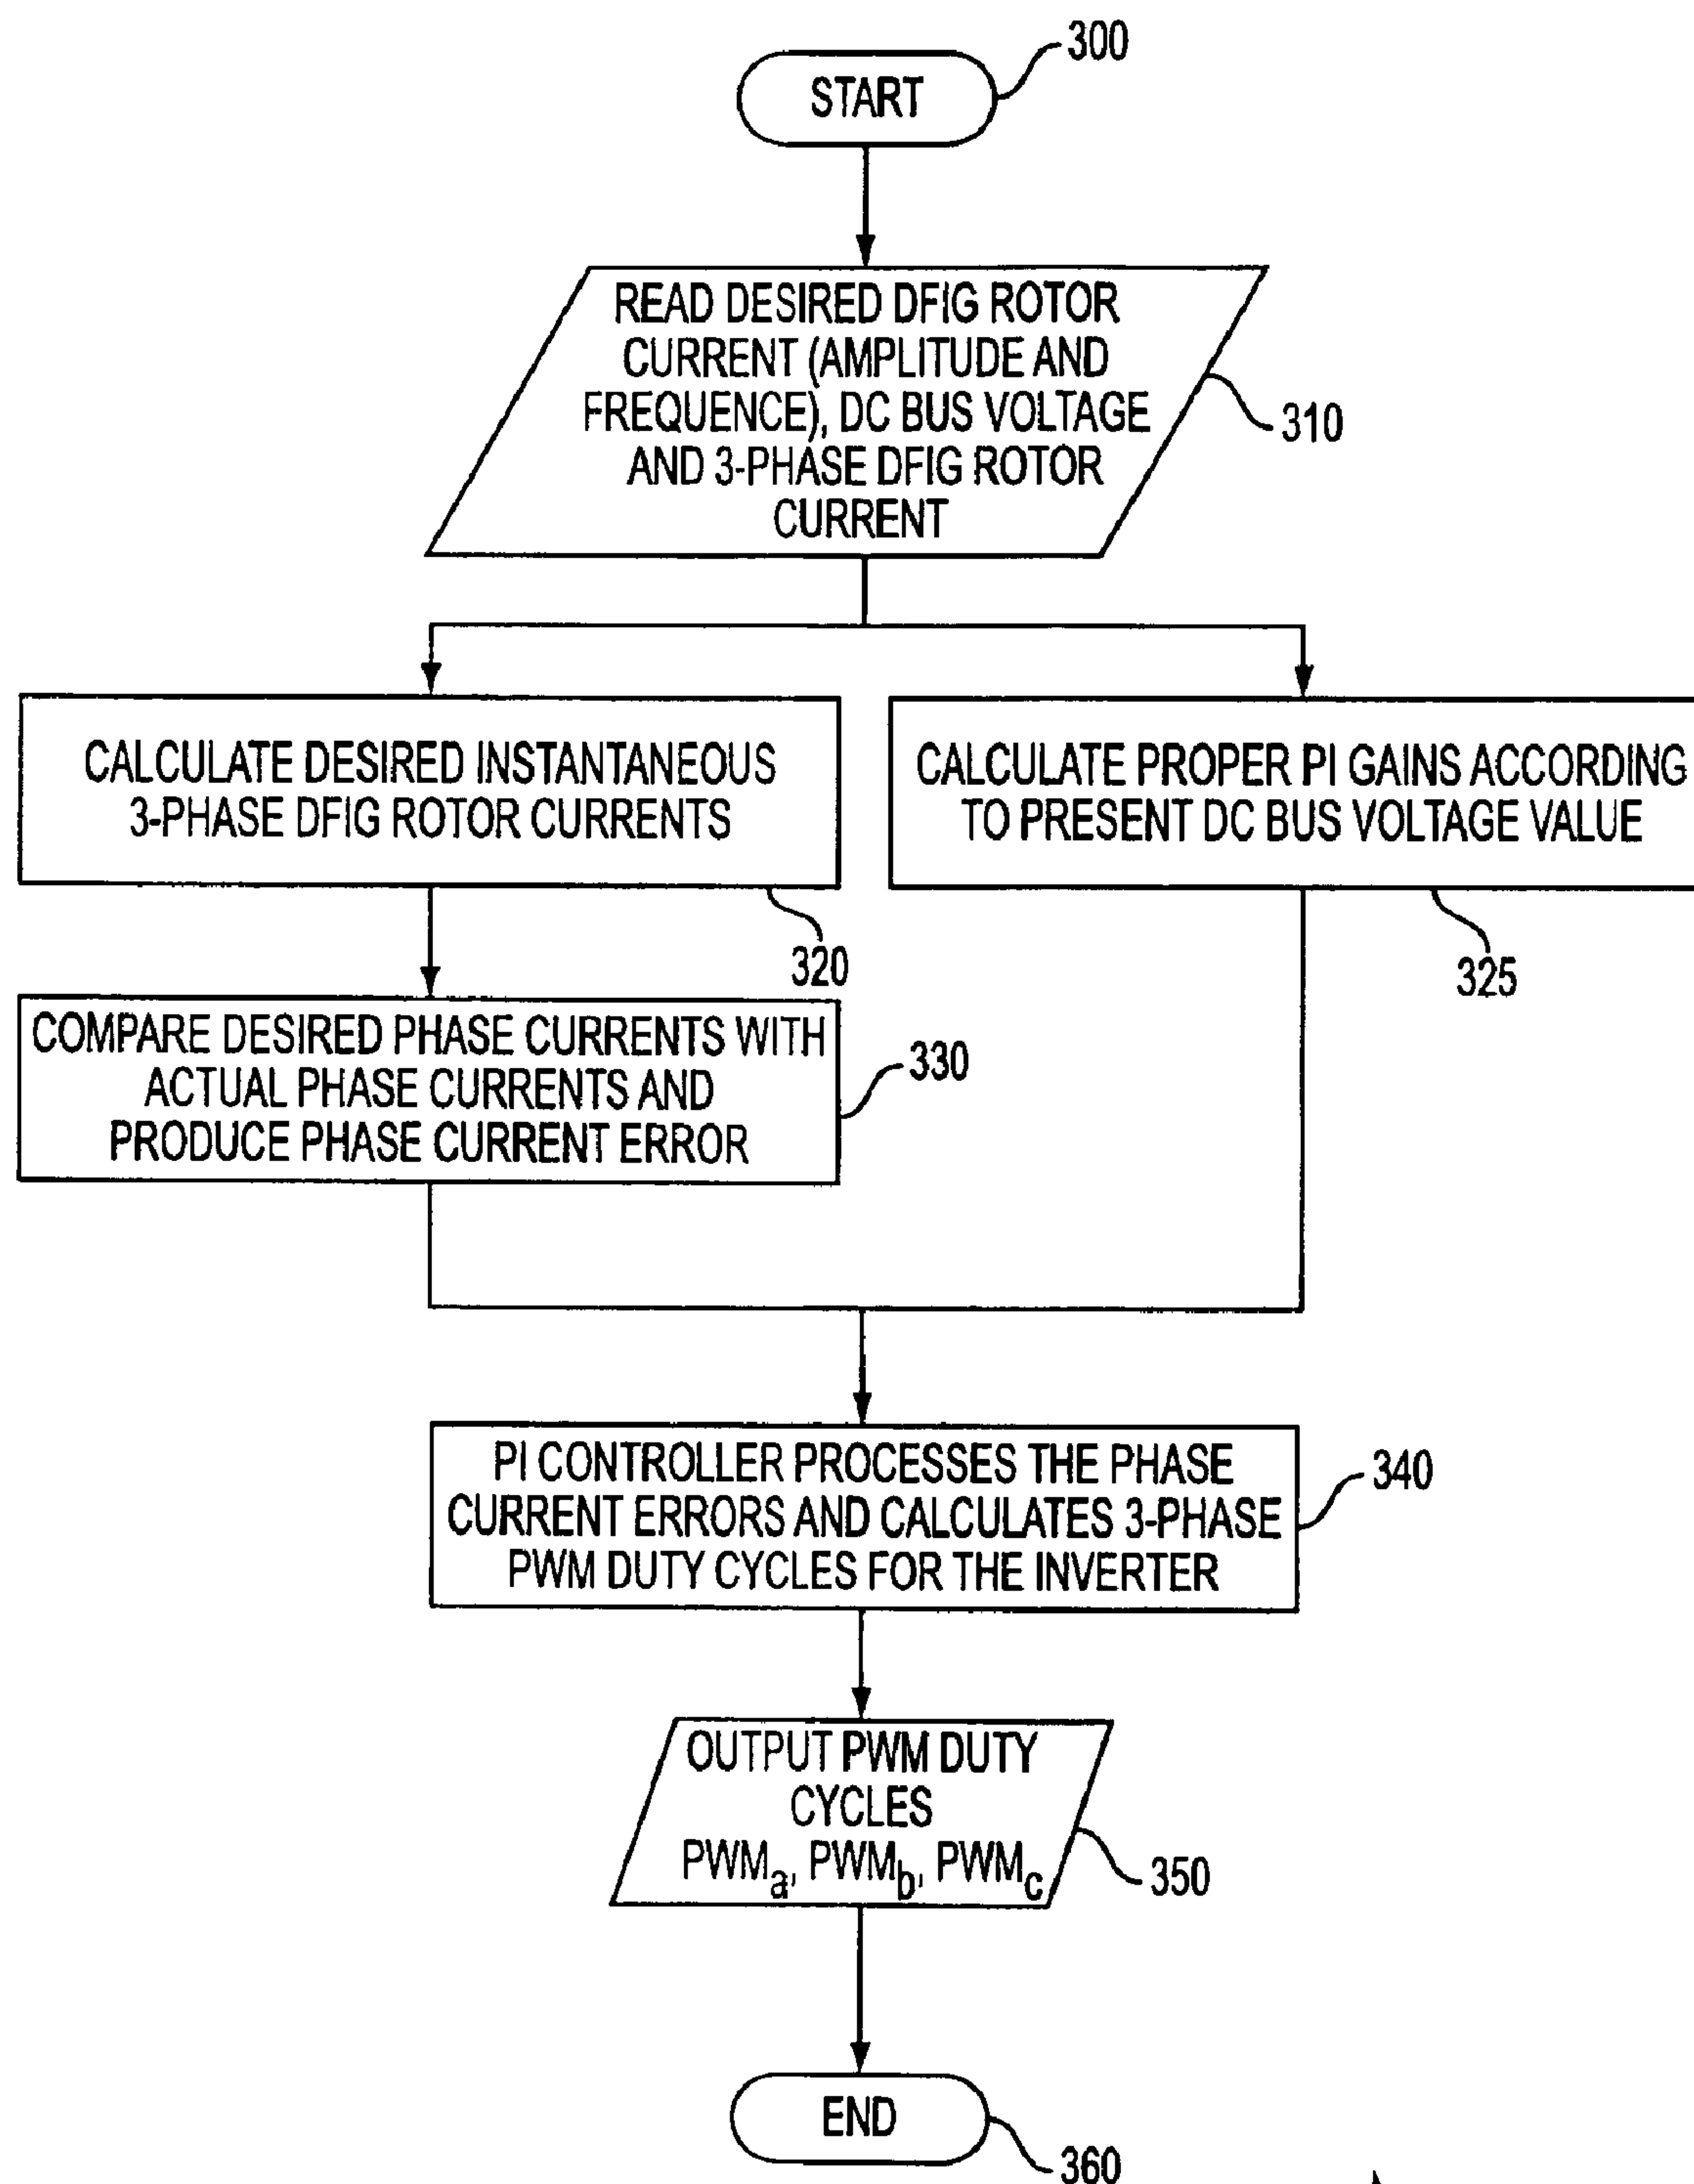 300
START
READ DESIRED DFIG ROTOR
CURRENT (AMPLITUDE AND
FREQUENCE), DC BUS VOLTAGE
AND 3-PHASE DFIG ROTOR
CURRENT
310
CALCULATE DESIRED INSTANTANEOUS
3-PHASE DFIG ROTOR CURRENTS
320
CALCULATE PROPER PI GAINS ACCORDING
TO PRESENT DC BUS VOLTAGE VALUE
325
COMPARE DESIRED PHASE CURRENTS WITH
ACTUAL PHASE CURRENTS AND
PRODUCE PHASE CURRENT ERROR
330
PI CONTROLLER PROCESSES THE PHASE
CURRENT ERRORS AND CALCULATES 3-PHASE
PWM DUTY CYCLES FOR THE INVERTER
340
OUTPUT PWM DUTY
CYCLES
PWMa, PWMb, PWMc
350
END
360